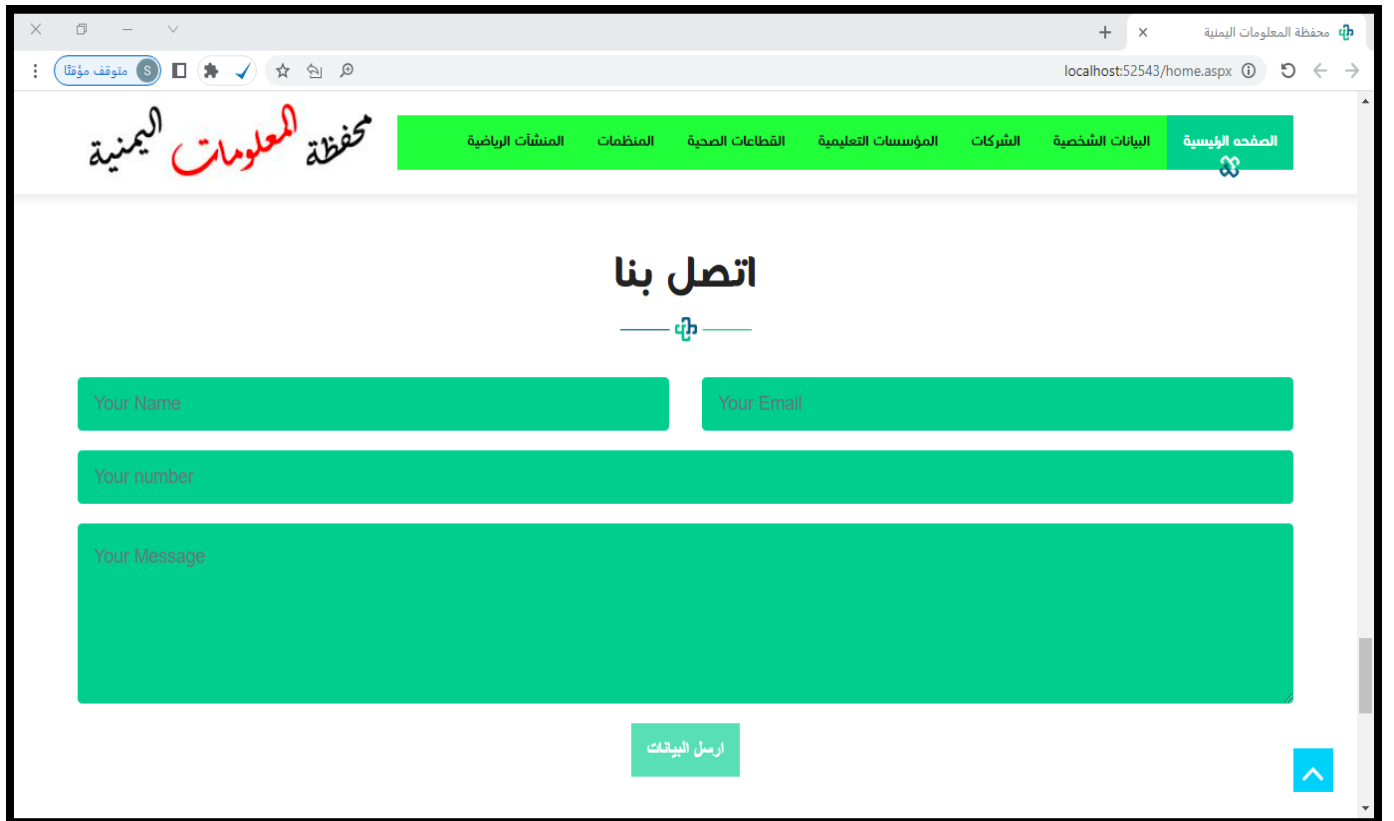 محفظة المعلومات اليمنية
localhost:52543/home.aspx
S متوقف مؤقتًا
الصفحه الرئيسية
البيانات الشخصية
الشركات
المؤسسات التعليمية
القطاعات الصحية
المنظمات
المنشآت الرياضية
محفظة المعلومات اليمنية
اتصل بنا
Your Name
Your Email
Your number
Your Message
ارسل البيانات